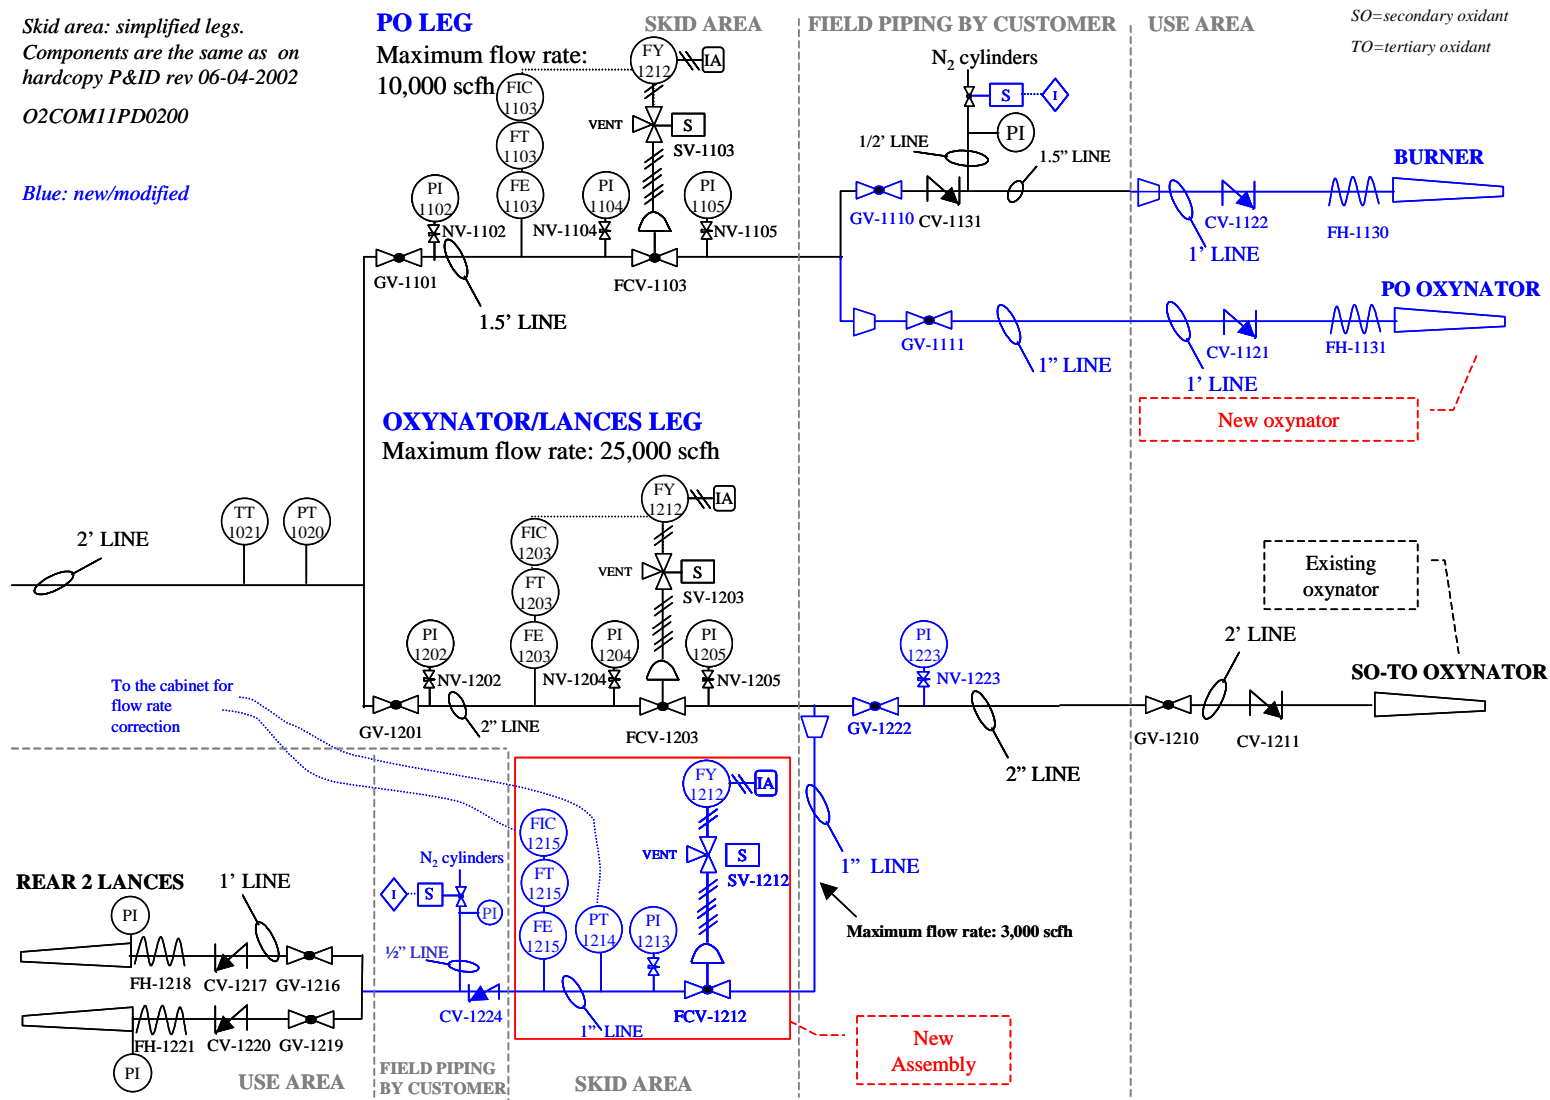 Skid area: simplified legs.
Components are the same as on
hardcopy P&ID rev 06-04-2002
O2COM11PD0200
Blue: new/modified
PO LEG
Maximum flow rate:
10,000 scfh
SKID AREA
FIELD PIPING BY CUSTOMER
USE AREA
SO=secondary oxidant
TO=tertiary oxidant
FY
1212
IA
FIC
1103
FT
1103
FE
1103
VENT
S
SV-1103
PI
1102
NV-1102
PI
1104
NV-1104
PI
1105
NV-1105
GV-1101
FCV-1103
1.5’ LINE
N2 cylinders
S
I
PI
1/2’ LINE
1.5” LINE
GV-1110
CV-1131
CV-1122
FH-1130
BURNER
1’ LINE
PO OXYNATOR
GV-1111
1” LINE
CV-1121
FH-1131
1’ LINE
New oxynator
OXYNATOR/LANCES LEG
Maximum flow rate: 25,000 scfh
FY
1212
IA
FIC
1203
FT
1203
FE
1203
VENT
S
SV-1203
TT
1021
PT
1020
2’ LINE
PI
1202
NV-1202
PI
1204
NV-1204
PI
1205
NV-1205
GV-1201
2” LINE
FCV-1203
PI
1223
NV-1223
GV-1222
2” LINE
Existing
oxynator
2’ LINE
SO-TO OXYNATOR
GV-1210
CV-1211
To the cabinet for
flow rate
correction
FY
1212
IA
FIC
1215
FT
1215
FE
1215
VENT
S
SV-1212
PT
1214
PI
1213
FCV-1212
1” LINE
1” LINE
Maximum flow rate: 3,000 scfh
N2 cylinders
I
S
PI
½” LINE
CV-1224
REAR 2 LANCES
1’ LINE
PI
FH-1218
CV-1217
GV-1216
FH-1221
CV-1220
GV-1219
PI
New
Assembly
USE AREA
FIELD PIPING
BY CUSTOMER
SKID AREA